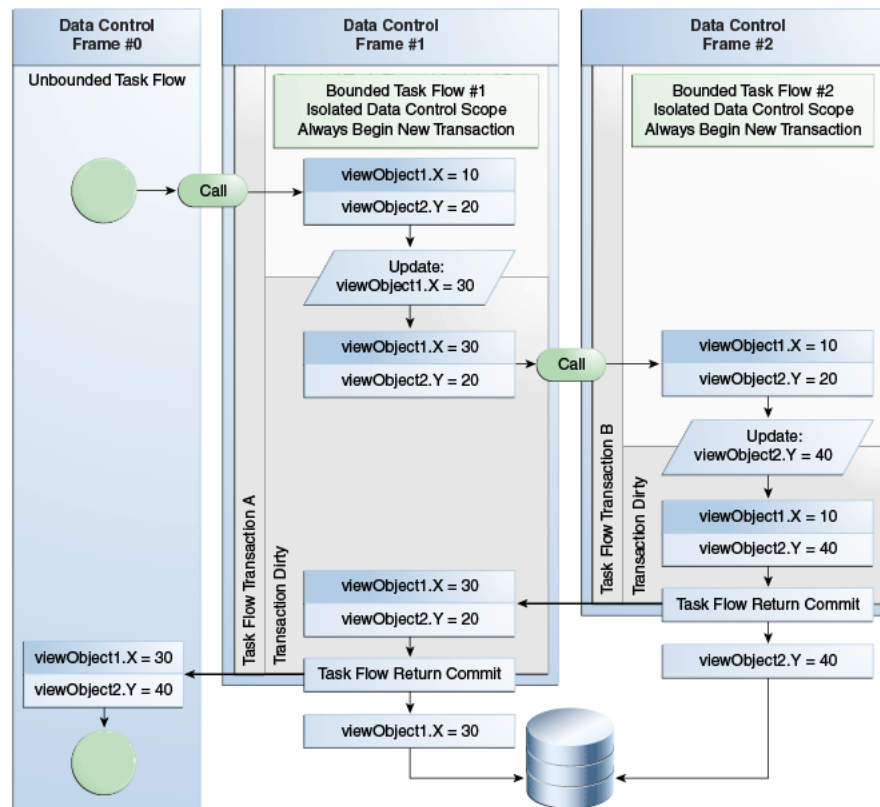 Data Control
Frame #0
Unbounded Task Flow
Call
viewObject1.X = 30
viewObject2.Y = 40
Data Control
Frame #1
Bounded Task Flow #1
Isolated Data Control Scope
Always Begin New Transaction
viewObject1.X = 10
viewObject2.Y = 20
Update:
viewObject1.X = 30
viewObject1.X = 30
viewObject2.Y = 20
Call
Task Flow Transaction A
Transaction Dirty
viewObject1.X = 30
viewObject2.Y = 20
Task Flow Return Commit
viewObject1.X = 30
Data Control
Frame #2
Bounded Task Flow #2
Isolated Data Control Scope
Always Begin New Transaction
viewObject1.X = 10
viewObject2.Y = 20
Update:
viewObject2.Y = 40
Task Flow Transaction B
Transaction Dirty
viewObject1.X = 10
viewObject2.Y = 40
Task Flow Return Commit
viewObject2.Y = 40